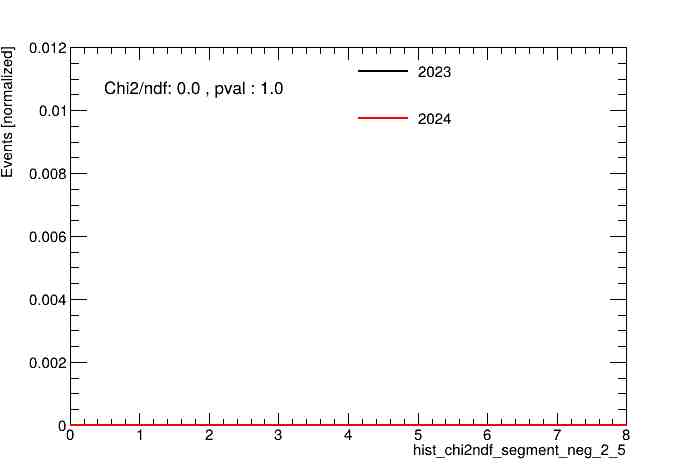 Events [normalized]
0.012
0.01
0.008
0.006
0.004
0.002
0
Chi2/ndf: 0.0 , pval : 1.0
2023
2024
0 1 2 3 4 5 6 7 8
hist_chi2ndf_segment_neg_2_5